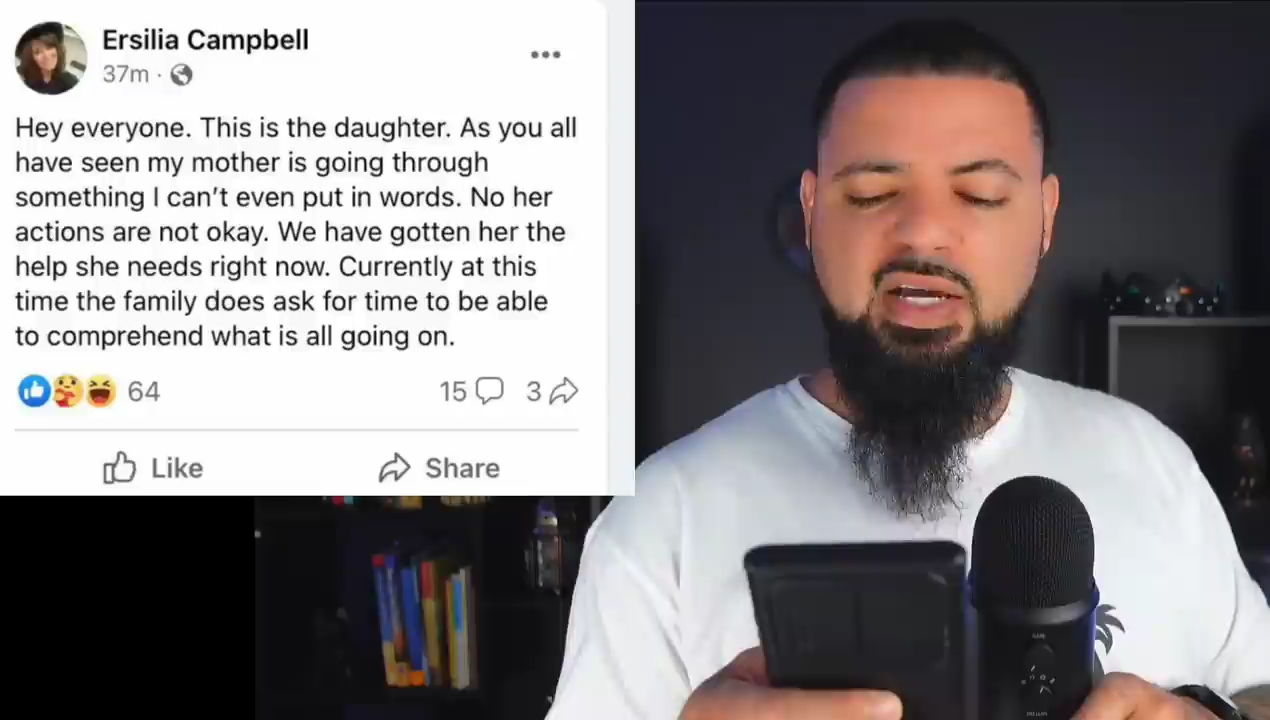 Ersilia Campbell
37m ·
Hey everyone. This is the daughter. As you all
have seen my mother is going through
something I can't even put in words. No her
actions are not okay. We have gotten her the
help she needs right now. Currently at this
time the family does ask for time to be able
to comprehend what is all going on.
64 15 3
Like Share